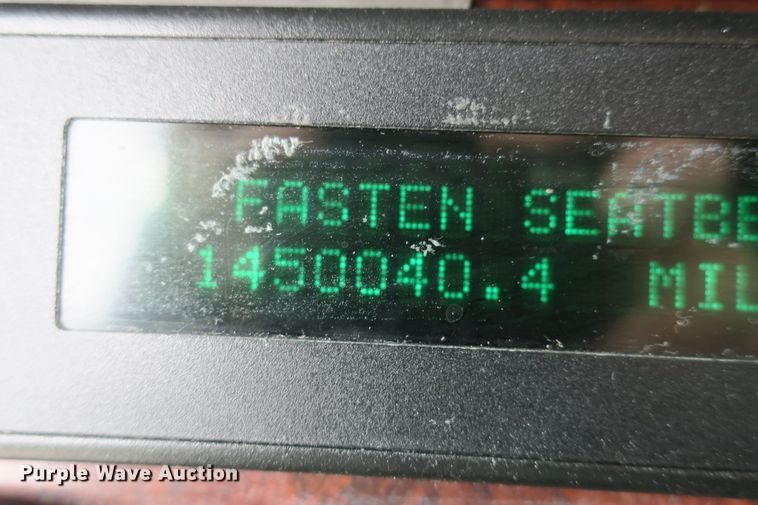 FASTEN SEATBE
1450040.4 MIL
Purple Wave Auction